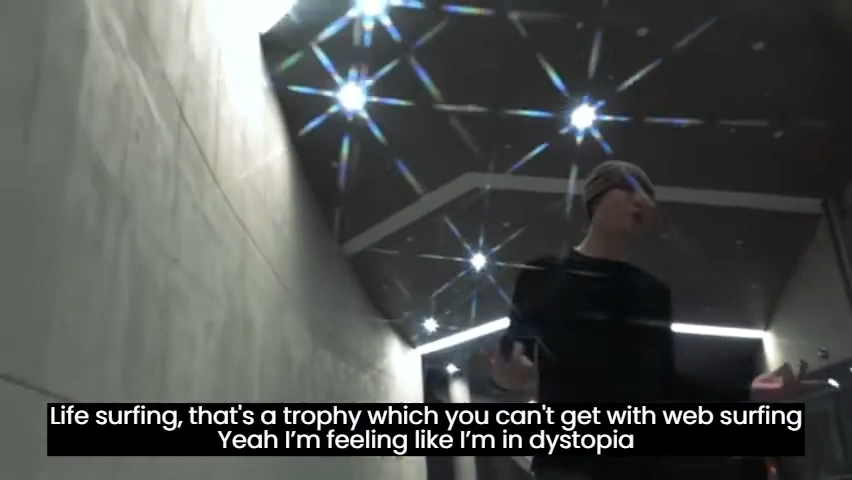 Life surfing, that's a trophy which you can't get with web surfing
Yeah I’m feeling like I’m in dystopia